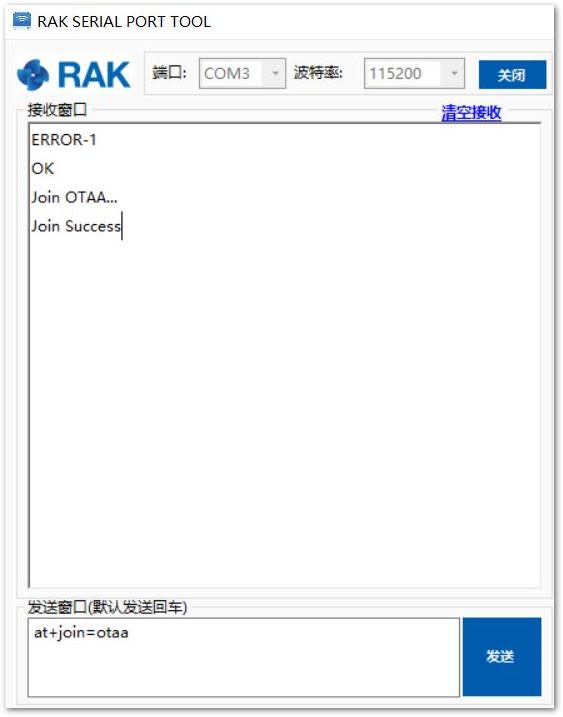 RAK SERIAL PORT TOOL
RAK 端口: COM3 波特率: 115200 关闭
接收窗口 清空接收
ERROR-1
OK
Join OTAA...
Join Success
发送窗口(默认发送回车)
at+join=otaa
发送